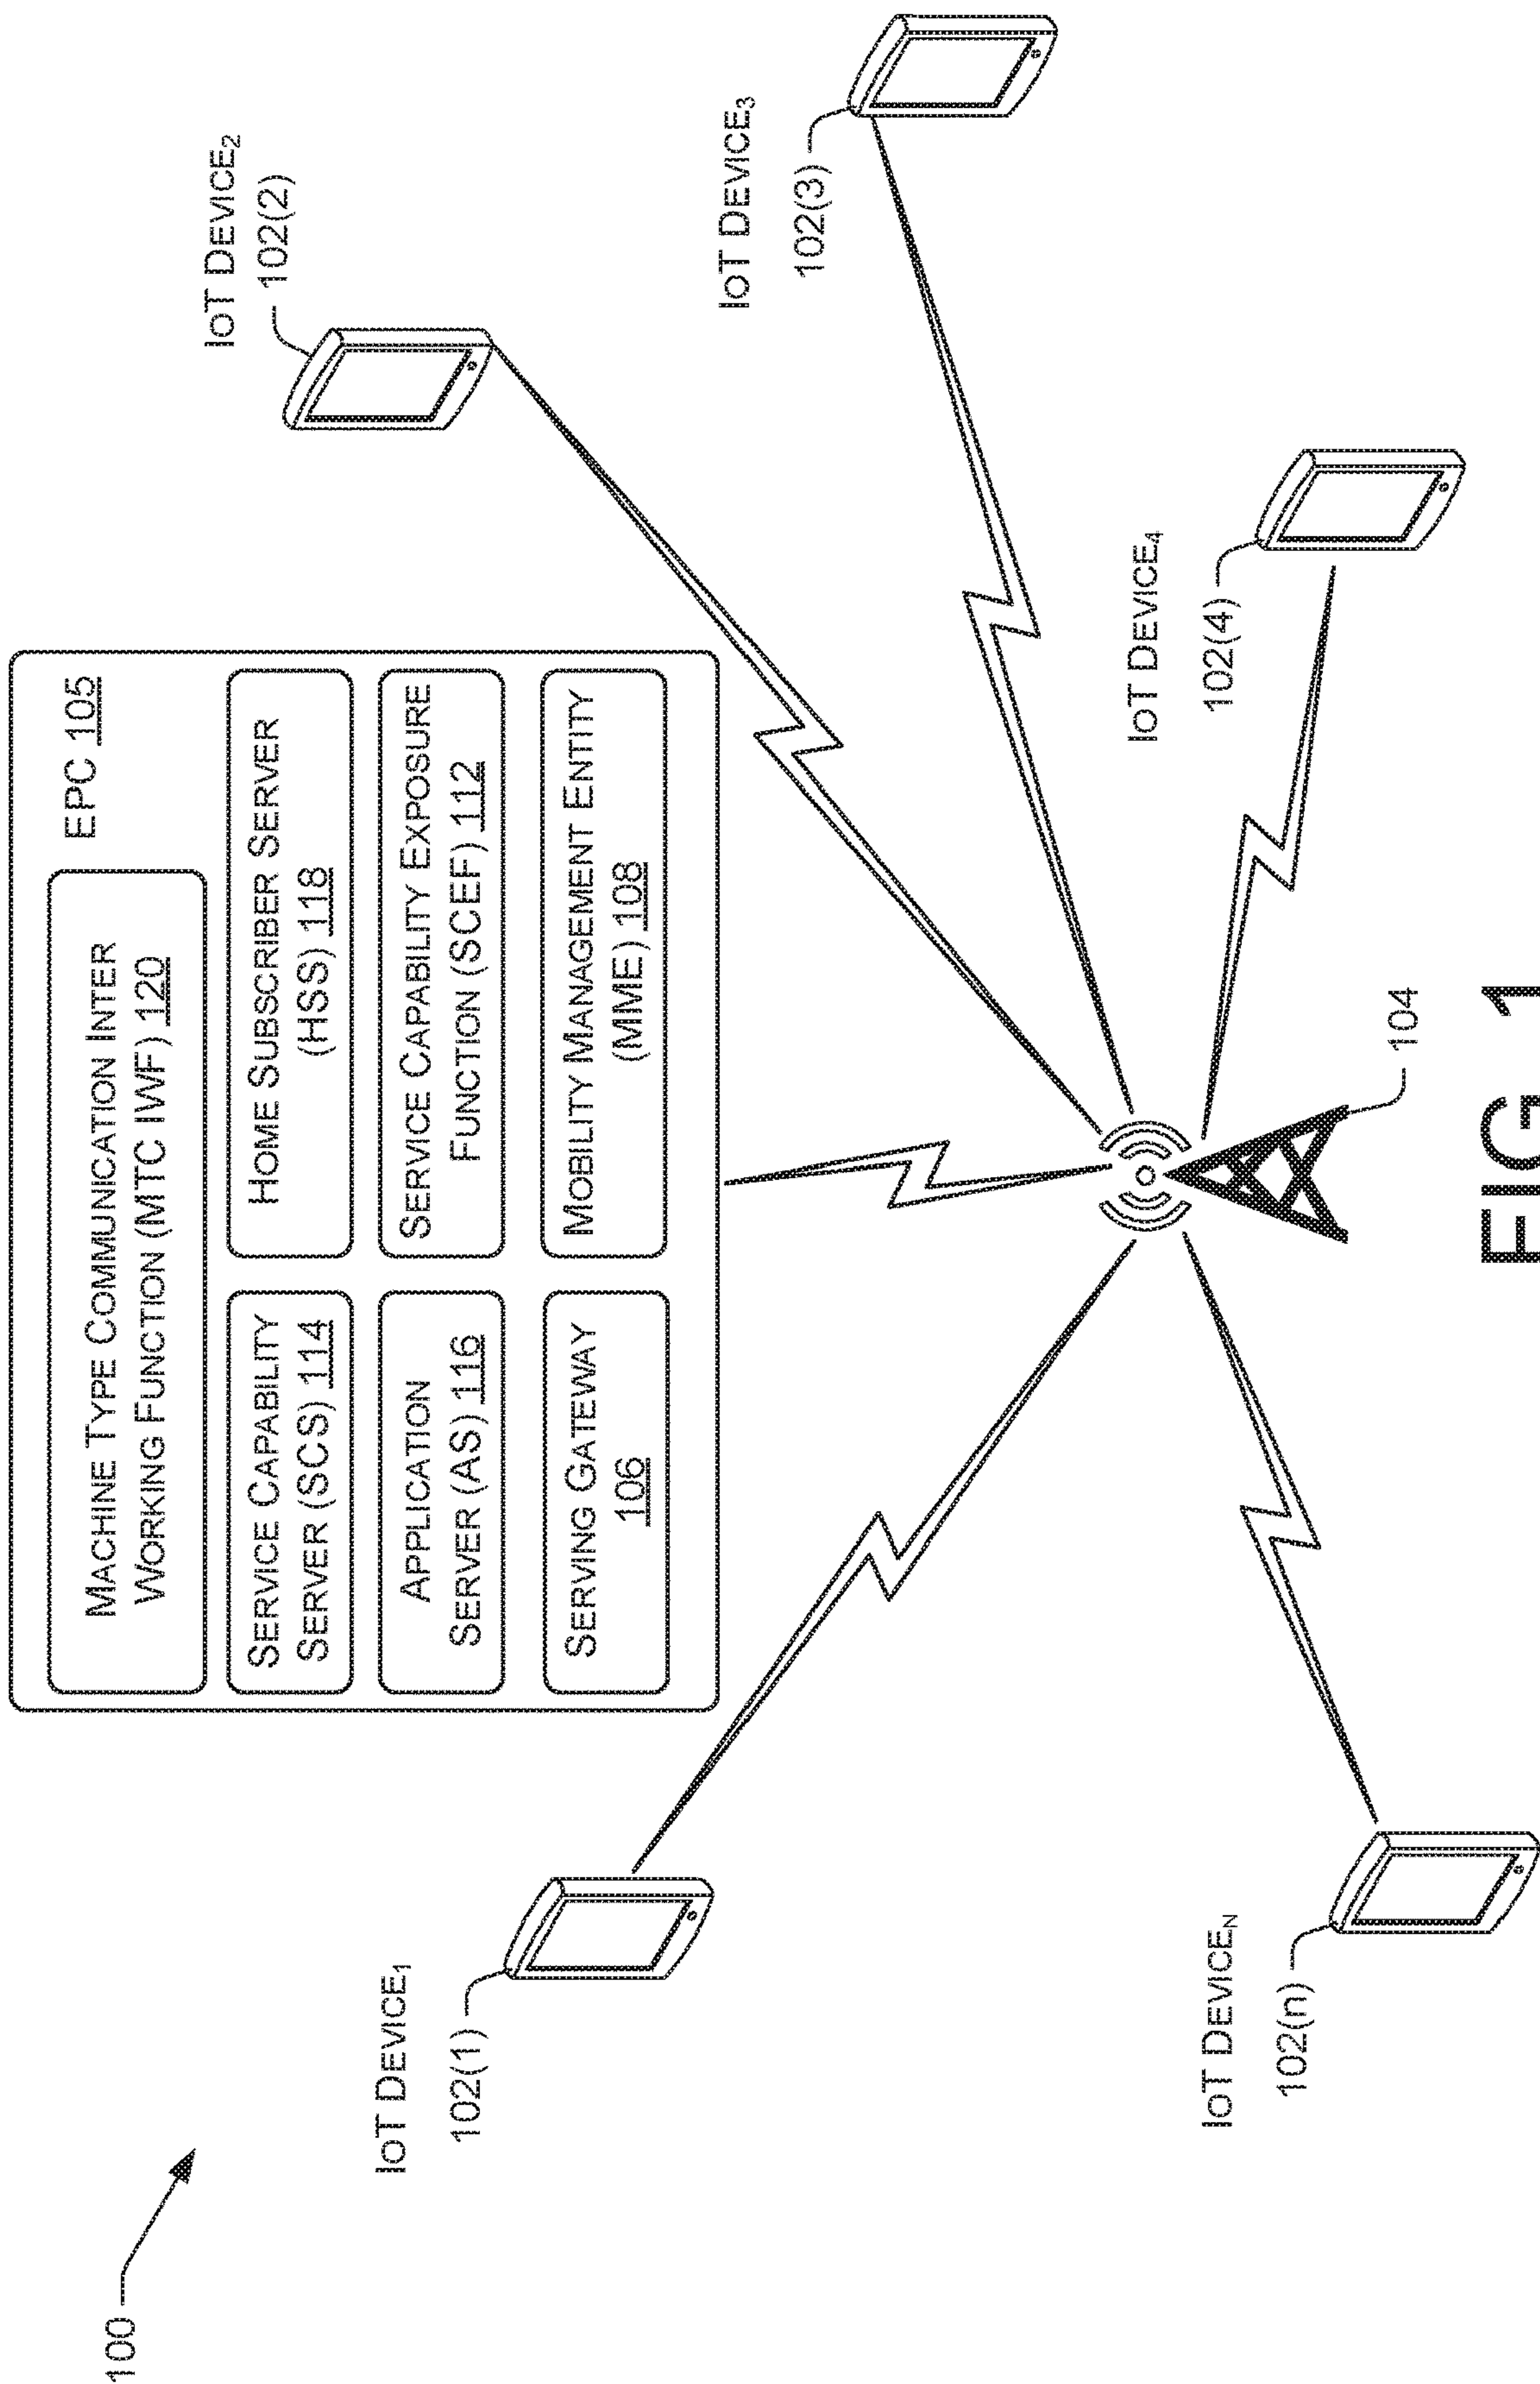 100
EPC 105
MACHINE TYPE COMMUNICATION INTER
WORKING FUNCTION (MTC IWF) 120
SERVICE CAPABILITY
SERVER (SCS) 114
HOME SUBSCRIBER SERVER
(HSS) 118
APPLICATION
SERVER (AS) 116
SERVICE CAPABILITY EXPOSURE
FUNCTION (SCEF) 112
SERVING GATEWAY
106
MOBILITY MANAGEMENT ENTITY
(MME) 108
IOT DEVICE1
102(1)
IOT DEVICE2
102(2)
IOT DEVICE3
102(3)
IOT DEVICE4
102(4)
IOT DEVICEN
102(n)
104
FIG. 1